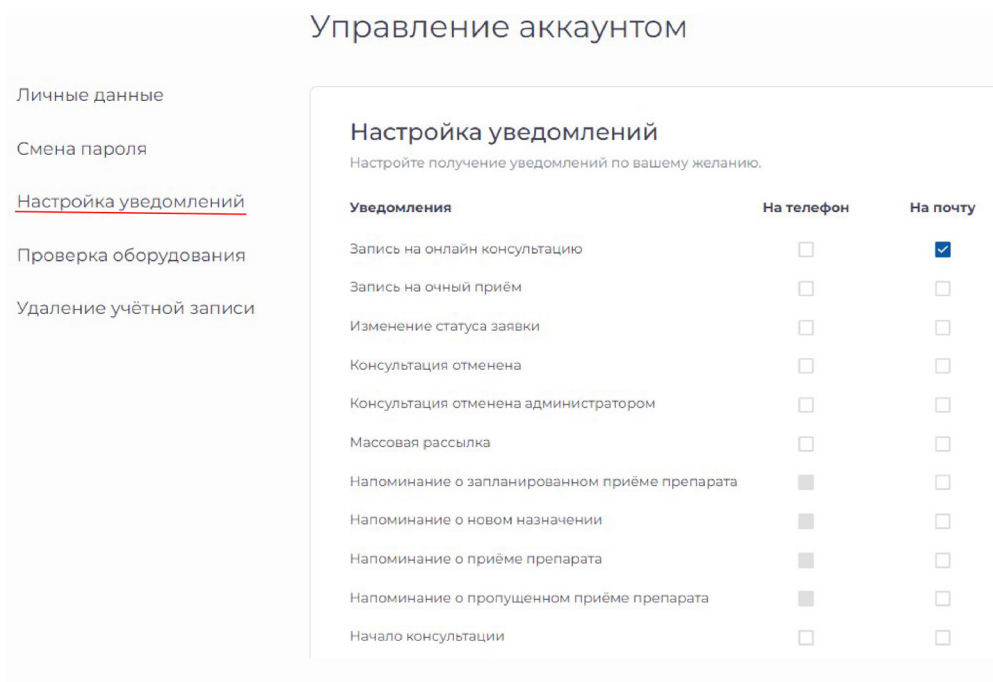 Управление аккаунтом
Личные данные
Смена пароля
Настройка уведомлений
Проверка оборудования
Удаление учётной записи
Настройка уведомлений
Настройте получение уведомлений по вашему желанию.
Уведомления На телефон На почту
Запись на онлайн консультацию
Запись на очный приём
Изменение статуса заявки
Консультация отменена
Консультация отменена администратором
Массовая рассылка
Напоминание о запланированном приёме препарата
Напоминание о новом назначении
Напоминание о приёме препарата
Напоминание о пропущенном приёме препарата
Начало консультации